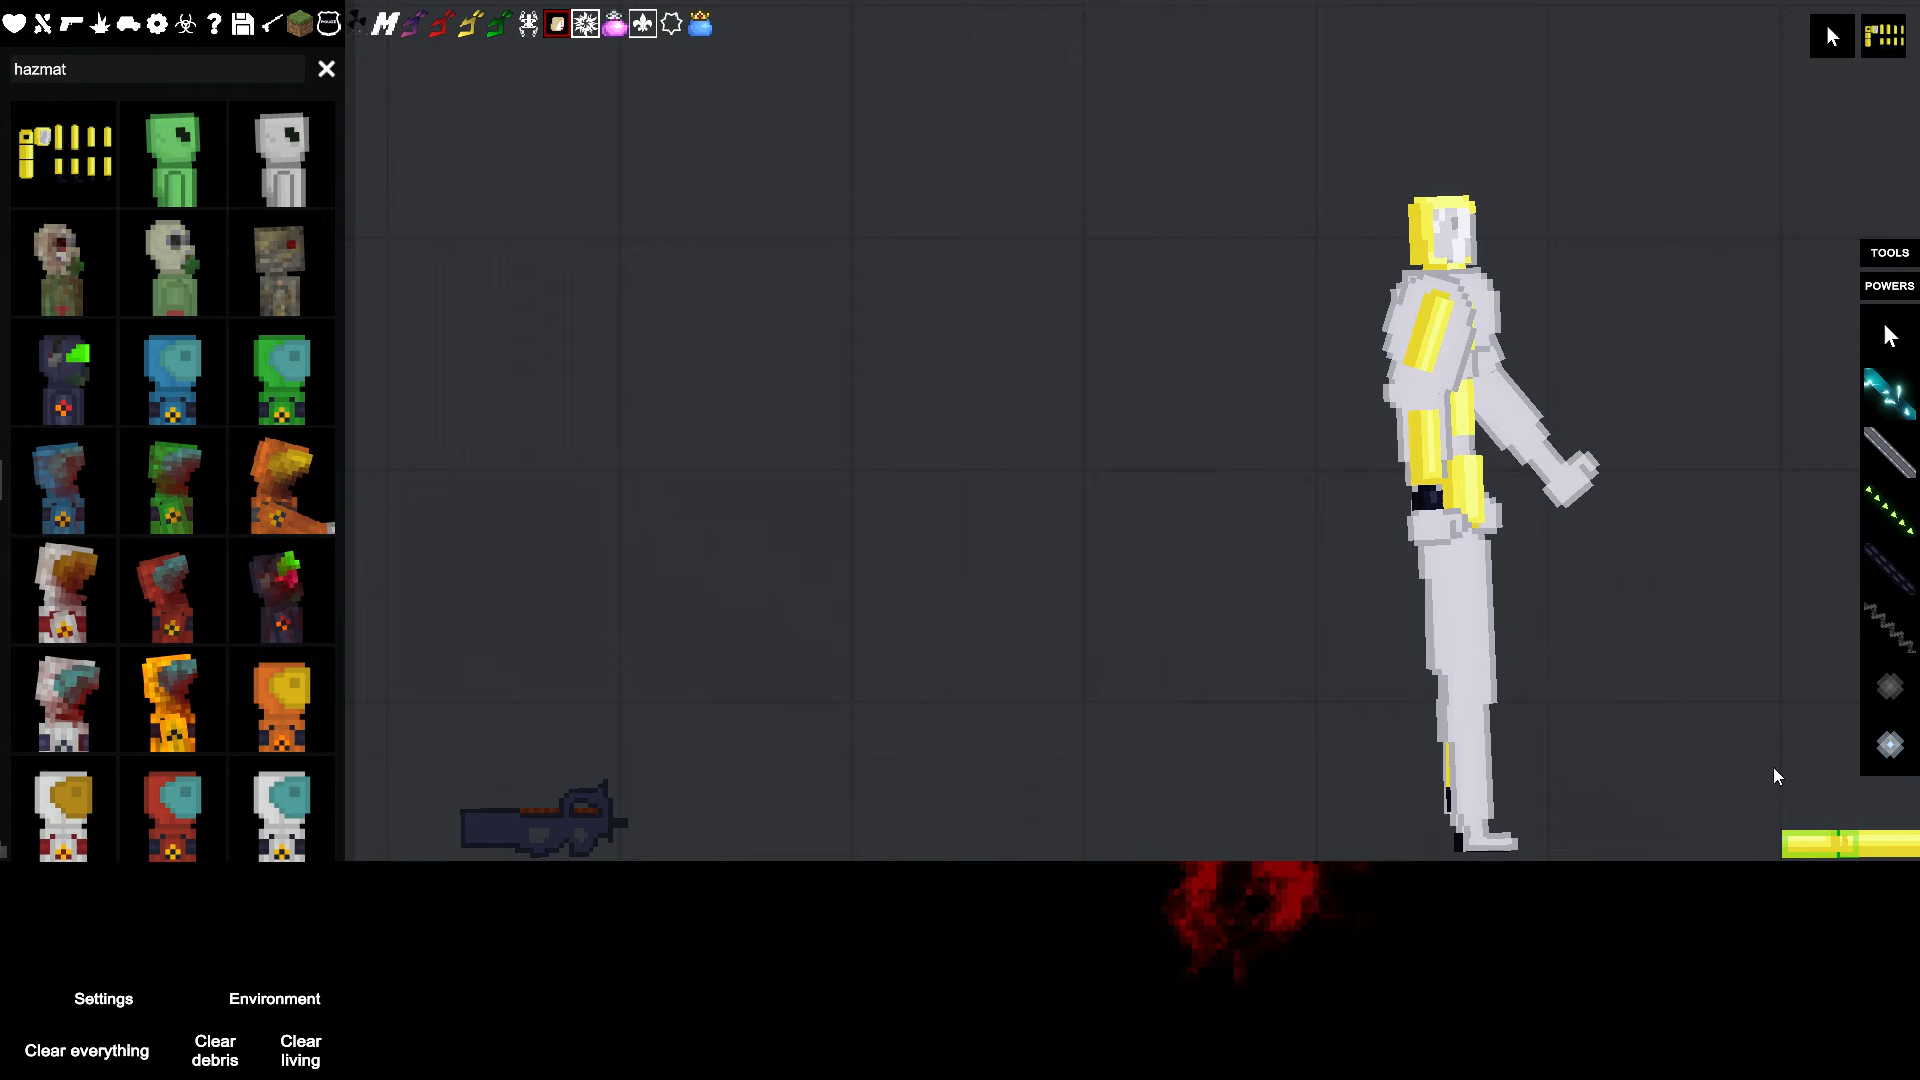 hazmat
TOOLS
POWERS
Settings
Environment
Clear everything
Clear
debris
Clear
living